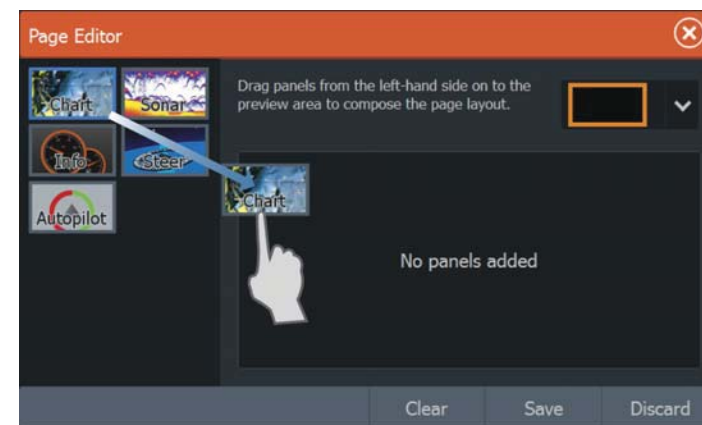 Page Editor
Chart
Sonar
Info
Steer
Autopilot
Drag panels from the left-hand side on to the
preview area to compose the page layout.
Chart
No panels added
Clear
Save
Discard